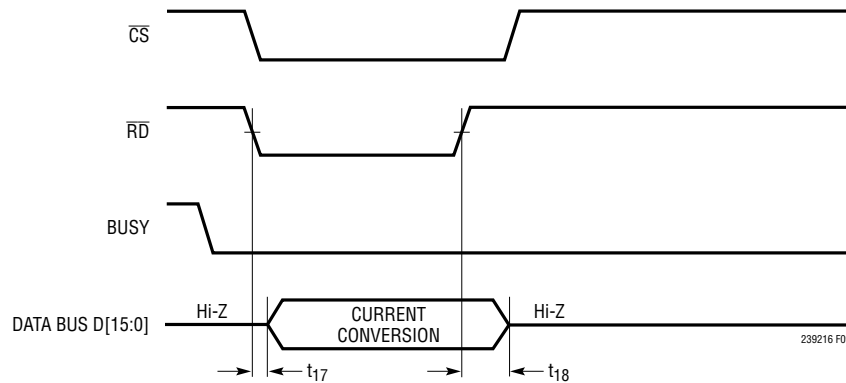 CS
RD
BUSY
DATA BUS D[15:0]
Hi-Z
CURRENT
CONVERSION
Hi-Z
239216 F0
t17
t18